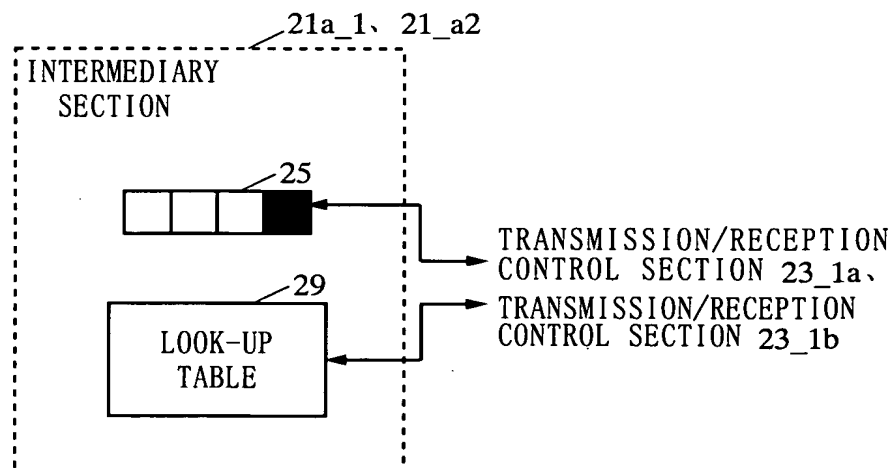 21a_1、 21_a2
INTERMEDIARY
SECTION
25
TRANSMISSION/RECEPTION
CONTROL SECTION 23_1a、
29
TRANSMISSION/RECEPTION
CONTROL SECTION 23_1b
LOOK-UP
TABLE